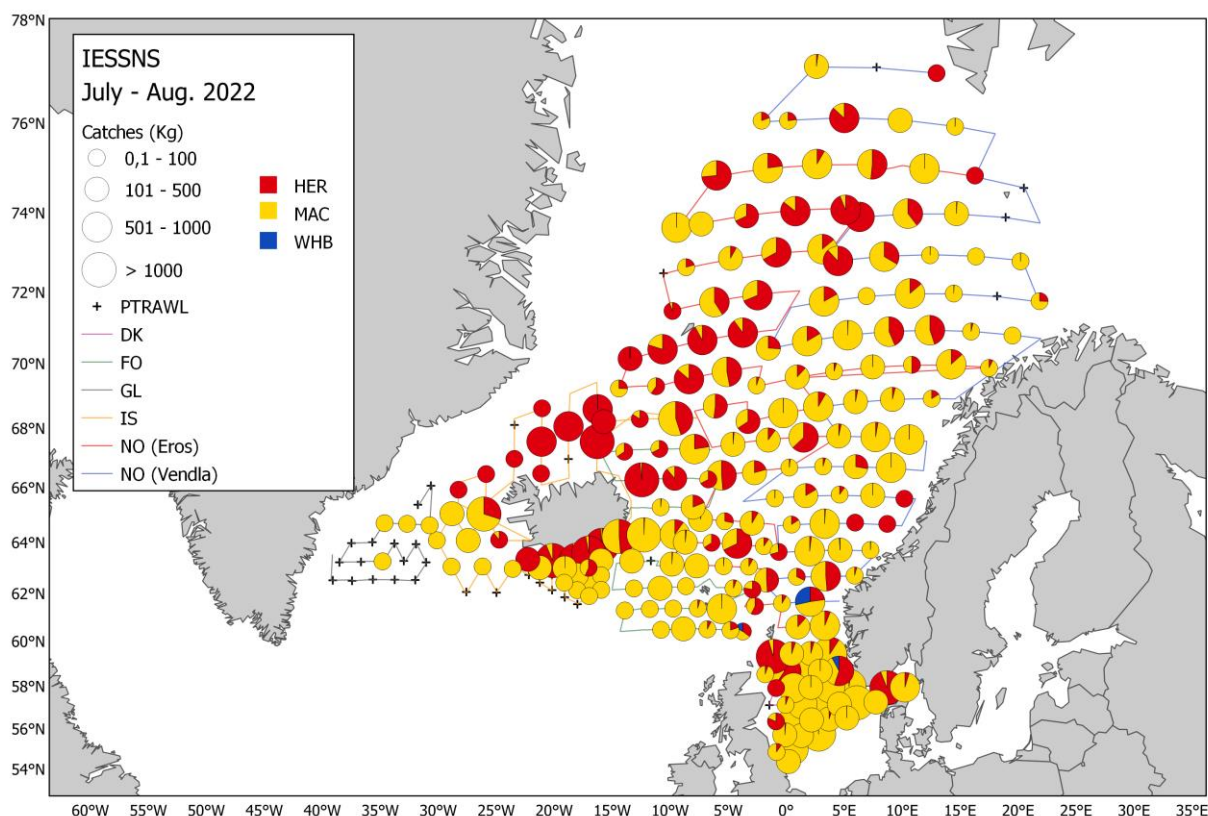 78°N
76°N
74°N
72°N
70°N
68°N
66°N
64°N
62°N
60°N
58°N
56°N
54°N
IESSNS
July - Aug. 2022
Catches (Kg)
0,1 - 100
101 - 500
501 - 1000
> 1000
HER
MAC
WHB
PTRAWL
DK
FO
GL
IS
NO (Eros)
NO (Vendla)
60°W 55°W 50°W 45°W 40°W 35°W 30°W 25°W 20°W 15°W 10°W 5°W 0° 5°E 10°E 15°E 20°E 25°E 30°E 35°E